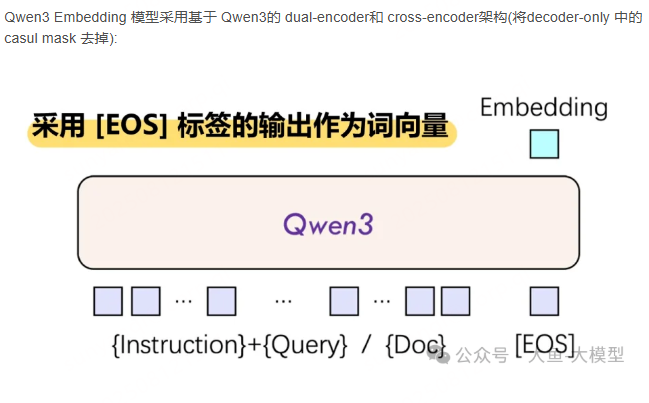 Qwen3 Embedding 模型采用基于 Qwen3的 dual-encoder和 cross-encoder架构(将decoder-only 中的
casul mask 去掉):
采用 [EOS] 标签的输出作为词向量
Embedding
Qwen3
... ... ...
{Instruction}+{Query} / {Doc} [EOS]
公众号 · 大模型